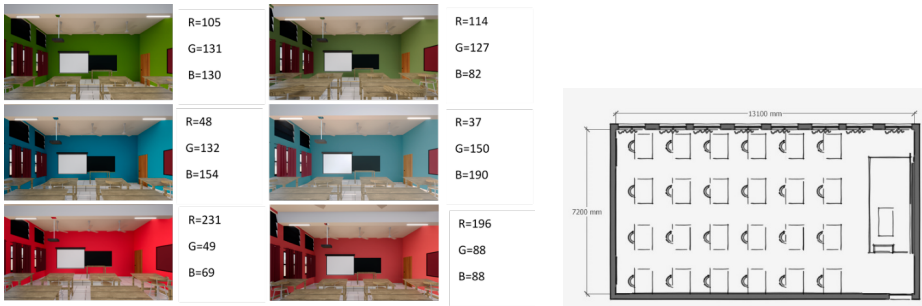 R=105
G=131
B=130
R=114
G=127
B=82
R=48
G=132
B=154
R=37
G=150
B=190
R=231
G=49
B=69
R=196
G=88
B=88
13100 mm
7200 mm